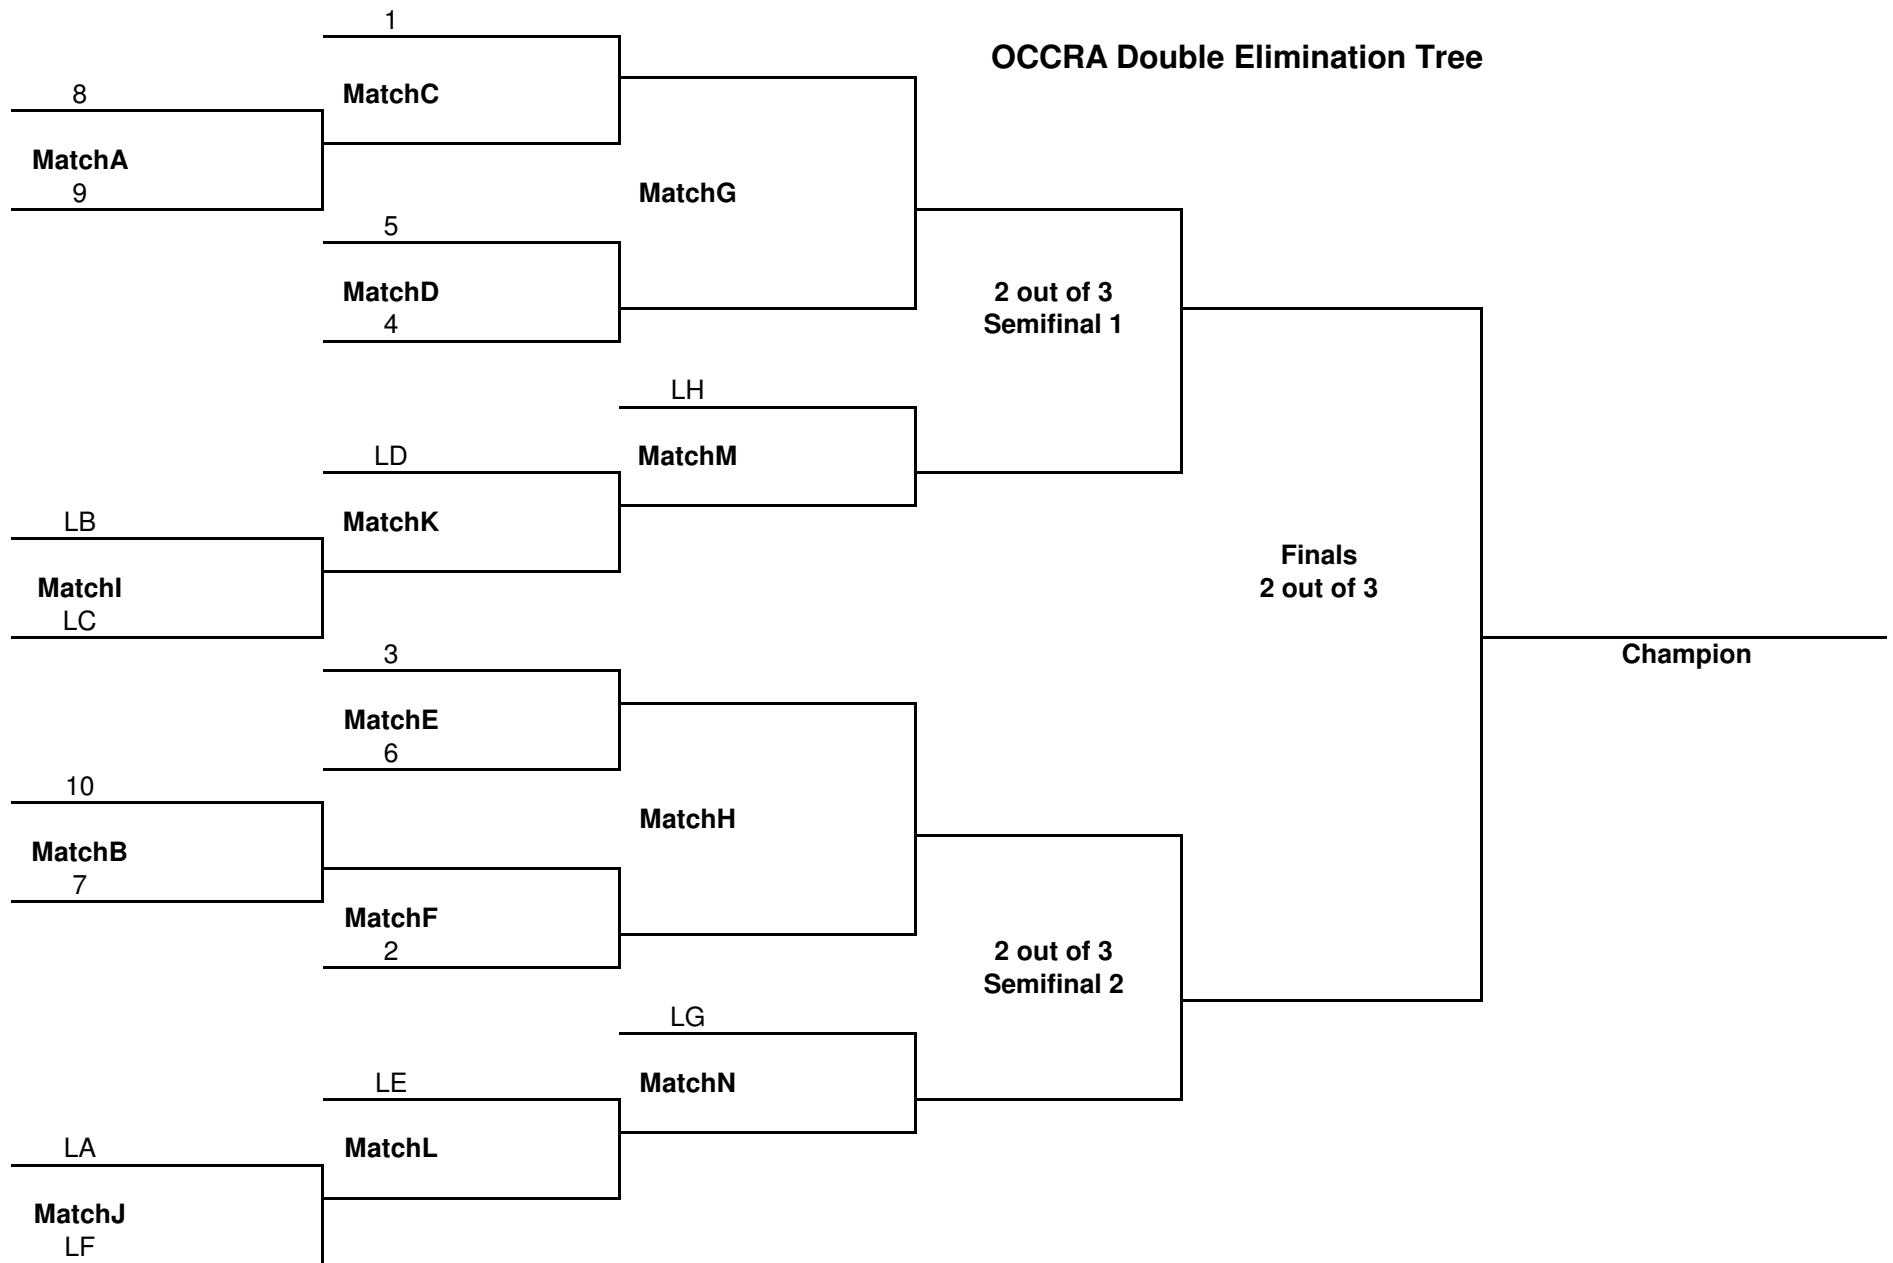 1
OCCRA Double Elimination Tree
8
MatchC
MatchA
9
MatchG
5
MatchD
4
2 out of 3
Semifinal 1
LH
LD
MatchM
LB
MatchK
MatchI
LC
Finals
2 out of 3
3
Champion
MatchE
6
10
MatchH
MatchB
7
MatchF
2
2 out of 3
Semifinal 2
LG
LE
MatchN
LA
MatchL
MatchJ
LF